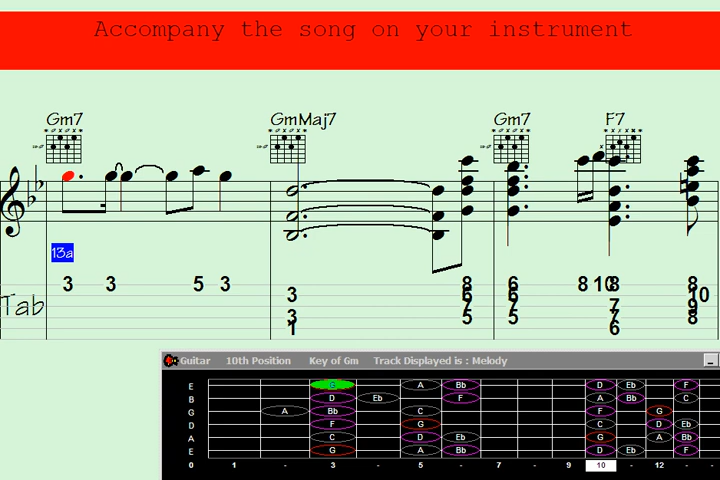 Accompany the song on your instrument
Gm7 GmMaj7 Gm7 F7
13a
Tab
3 3 5 3 8 6 8 10 8 8
3 6 6 10
7 7 7 9
3 5 5 7 8
1 6
Guitar 10th Position Key of Gm Track Displayed is : Melody
E G A Bb D Eb F
B D Eb F A Bb C
G A Bb C F G
D F G C D Eb
A C D Eb G A Bb
E G A Bb D Eb F
0 1 - 3 - 5 - 7 - 9 10 - 12 -